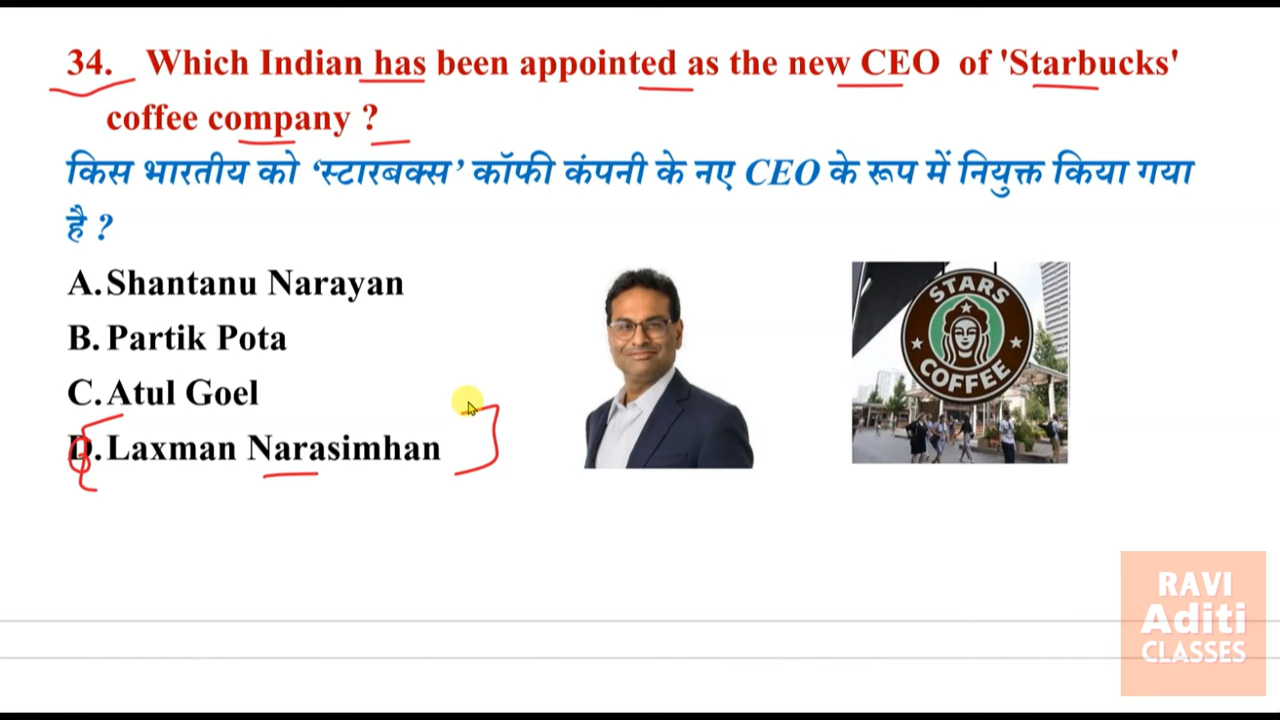 34. Which Indian has been appointed as the new CEO of 'Starbucks'
coffee company ?
किस भारतीय को ‘स्टारबक्स’ कॉफी कंपनी के नए CEO के रूप में नियुक्त किया गया
है ?
A. Shantanu Narayan
B. Partik Pota
C. Atul Goel
D. Laxman Narasimhan
STARS
COFFEE
RAVI
Aditi
CLASSES